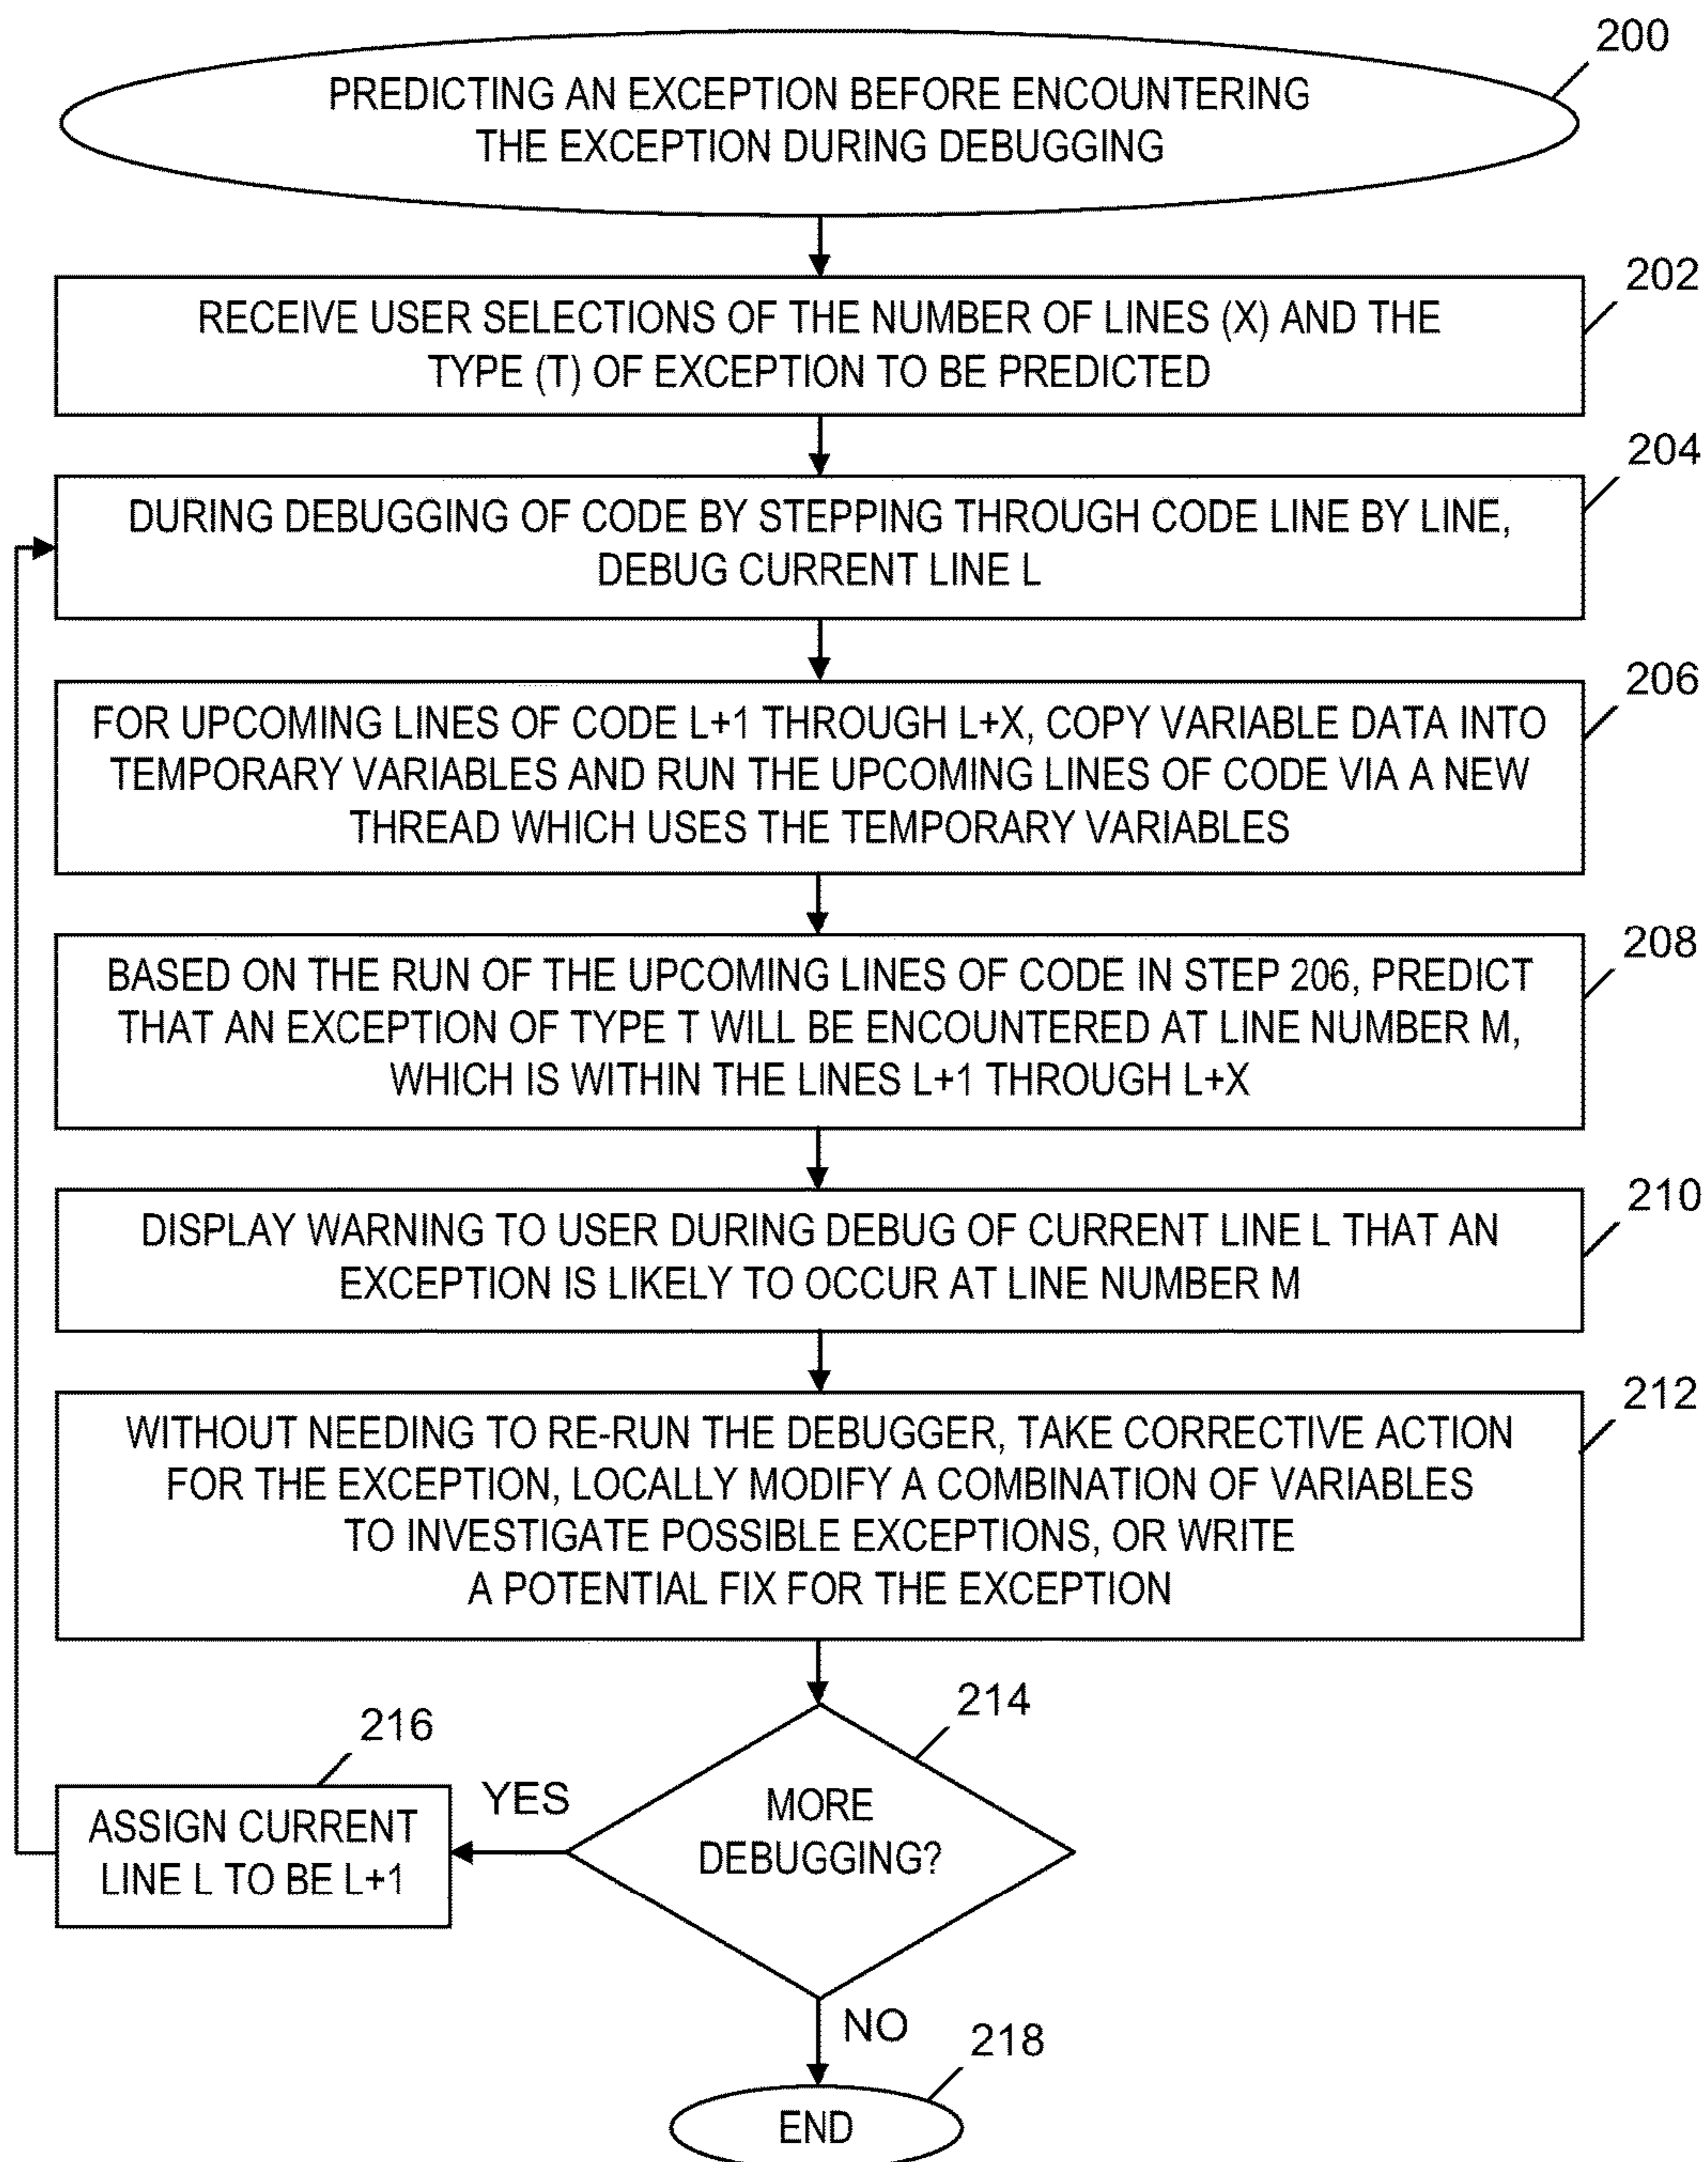 200
PREDICTING AN EXCEPTION BEFORE ENCOUNTERING
THE EXCEPTION DURING DEBUGGING
202
RECEIVE USER SELECTIONS OF THE NUMBER OF LINES (X) AND THE
TYPE (T) OF EXCEPTION TO BE PREDICTED
204
DURING DEBUGGING OF CODE BY STEPPING THROUGH CODE LINE BY LINE,
DEBUG CURRENT LINE L
206
FOR UPCOMING LINES OF CODE L+1 THROUGH L+X, COPY VARIABLE DATA INTO
TEMPORARY VARIABLES AND RUN THE UPCOMING LINES OF CODE VIA A NEW
THREAD WHICH USES THE TEMPORARY VARIABLES
208
BASED ON THE RUN OF THE UPCOMING LINES OF CODE IN STEP 206, PREDICT
THAT AN EXCEPTION OF TYPE T WILL BE ENCOUNTERED AT LINE NUMBER M,
WHICH IS WITHIN THE LINES L+1 THROUGH L+X
210
DISPLAY WARNING TO USER DURING DEBUG OF CURRENT LINE L THAT AN
EXCEPTION IS LIKELY TO OCCUR AT LINE NUMBER M
212
WITHOUT NEEDING TO RE-RUN THE DEBUGGER, TAKE CORRECTIVE ACTION
FOR THE EXCEPTION, LOCALLY MODIFY A COMBINATION OF VARIABLES
TO INVESTIGATE POSSIBLE EXCEPTIONS, OR WRITE
A POTENTIAL FIX FOR THE EXCEPTION
214
MORE
DEBUGGING?
YES
216
ASSIGN CURRENT
LINE L TO BE L+1
NO
218
END